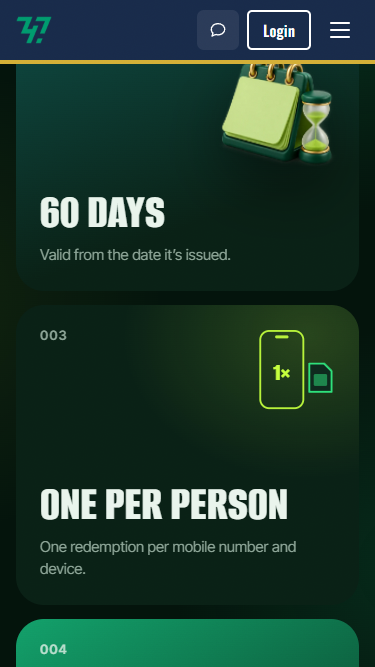 747
Login
60 DAYS
Valid from the date it’s issued.
003
1×
ONE PER PERSON
One redemption per mobile number and
device.
004